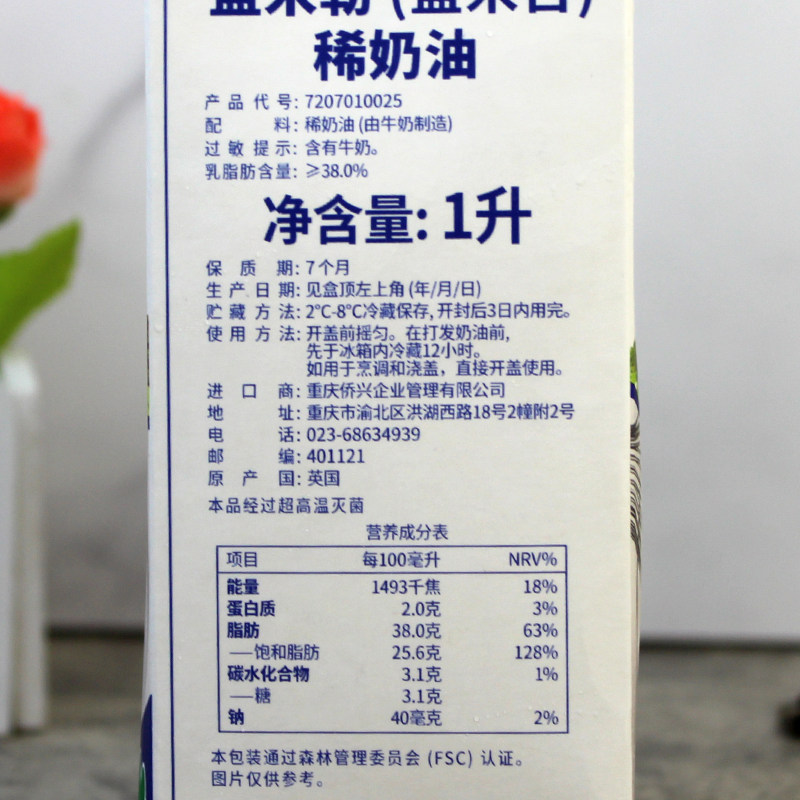 稀奶油
产品代号: 7207010025
配料: 稀奶油 (由牛奶制造)
过敏提示: 含有牛奶。
乳脂肪含量: ≥38.0%
净含量: 1升
保质期: 7个月
生产日期: 见盒顶左上角 (年/月/日)
贮藏方法: 2°C-8°C冷藏保存, 开封后3日内用完。
使用方法: 开盖前摇匀。在打发奶油前,
先于冰箱内冷藏12小时。
如用于烹调和浇盖，直接开盖使用。
进口商: 重庆侨兴企业管理有限公司
地址: 重庆市渝北区洪湖西路18号2幢附2号
电话: 023-68634939
邮编: 401121
原产国: 英国
本品经过超高温灭菌
营养成分表
项目 每100毫升 NRV%
能量 1493千焦 18%
蛋白质 2.0克 3%
脂肪 38.0克 63%
—饱和脂肪 25.6克 128%
碳水化合物 3.1克 1%
—糖 3.1克
钠 40毫克 2%
本包装通过森林管理委员会 (FSC) 认证。
图片仅供参考。